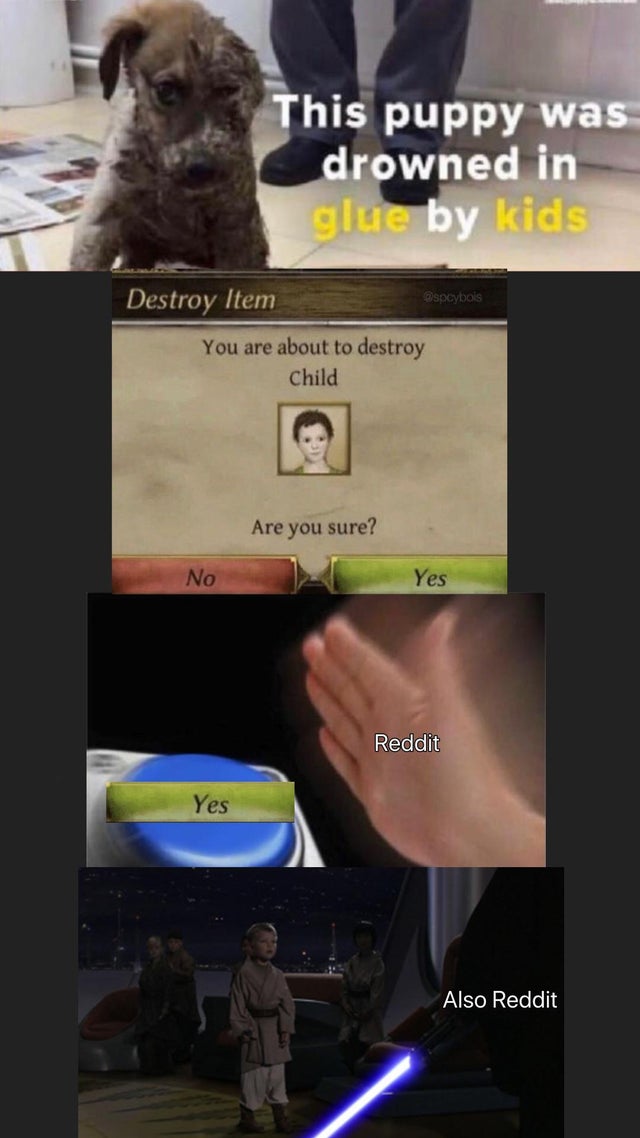 This puppy was
drowned in
glue by kids
Destroy Item
@spcybois
You are about to destroy
Child
Are you sure?
No
Yes
Reddit
Yes
Also Reddit